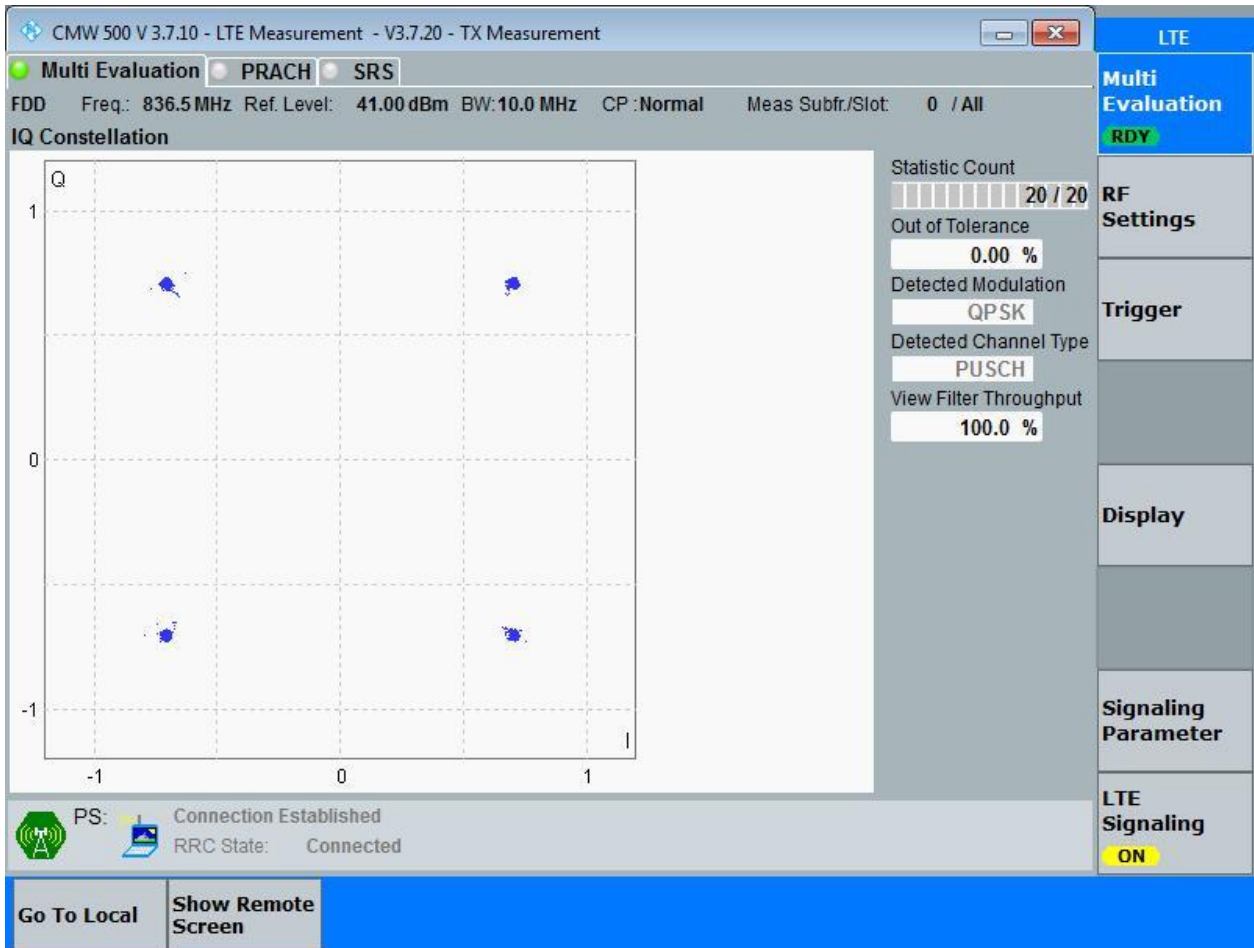 CMW 500 V 3.7.10 - LTE Measurement - V3.7.20 - TX Measurement
LTE
Multi Evaluation PRACH SRS
FDD Freq.: 836.5 MHz Ref. Level: 41.00 dBm BW: 10.0 MHz CP : Normal Meas Subfr./Slot: 0 / All
IQ Constellation
Q
1
0
-1
-1 0 1
I
Statistic Count
20 / 20
Out of Tolerance
0.00 %
Detected Modulation
QPSK
Detected Channel Type
PUSCH
View Filter Throughput
100.0 %
Multi
Evaluation
RDY
RF
Settings
Trigger
Display
Signaling
Parameter
LTE
Signaling
ON
PS: Connection Established
RRC State: Connected
Go To Local
Show Remote
Screen